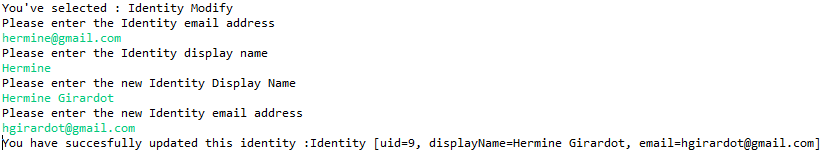 You've selected : Identity Modify
Please enter the Identity email address
hermine@gmail.com
Please enter the Identity display name
Hermine
Please enter the new Identity Display Name
Hermine Girardot
Please enter the new Identity email address
hgirardot@gmail.com
You have succesfully updated this identity :Identity [uid=9, displayName=Hermine Girardot, email=hgirardot@gmail.com]